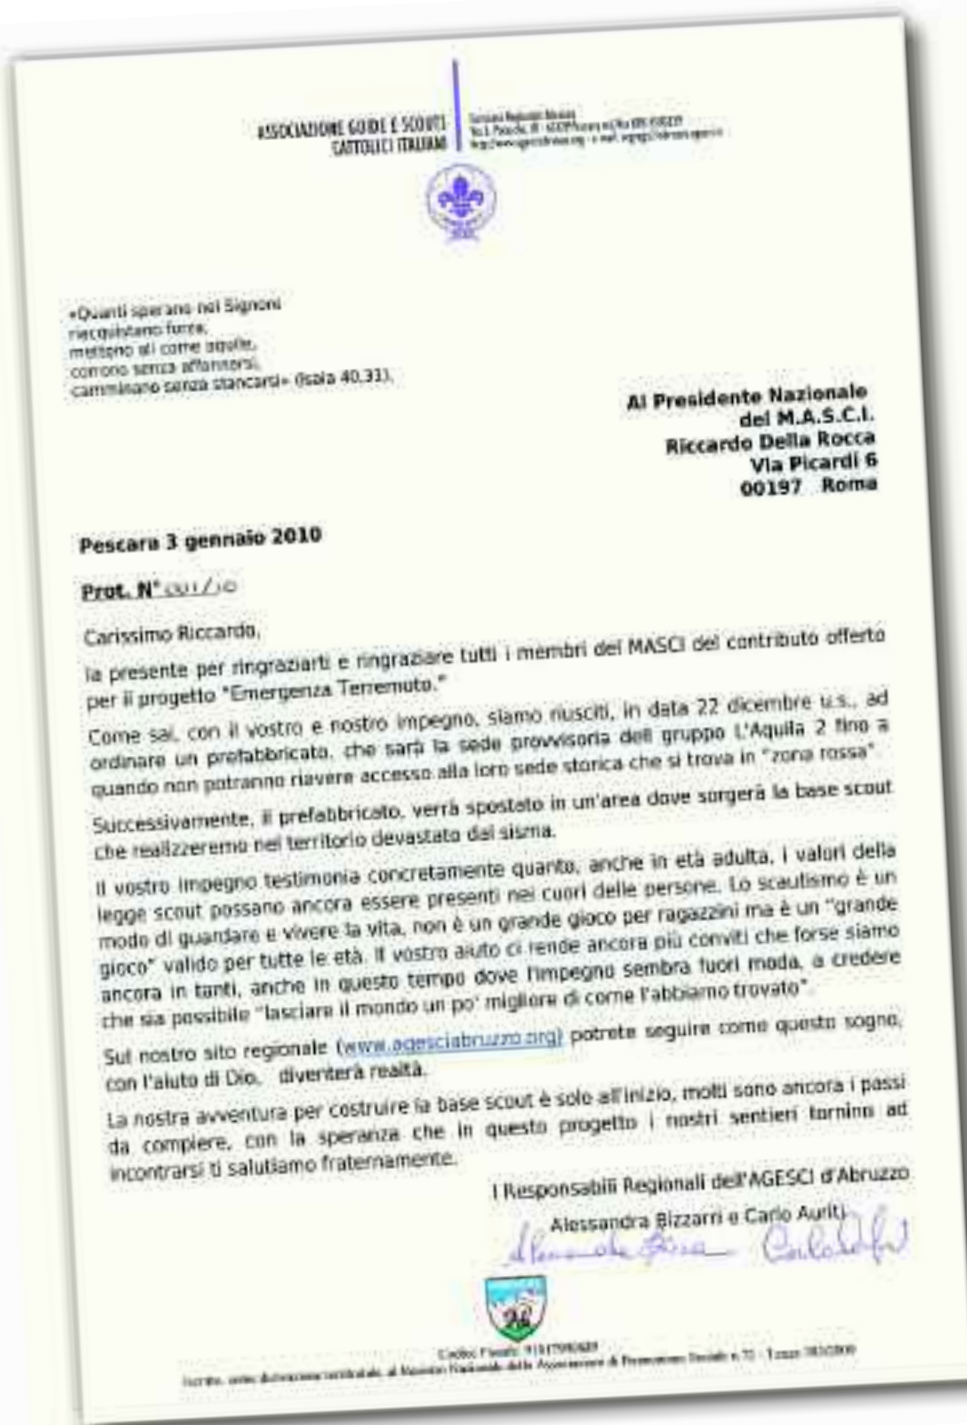 ASSOCIAZIONE GUIDE E SCOUTS
CATTOLICI ITALIANI
«Quanti sperano nel Signore
riacquistano forza,
mettono ali come aquile,
corrono senza affannarsi,
camminano senza stancarsi» (Isaia 40,31).
Al Presidente Nazionale
del M.A.S.C.I.
Riccardo Della Rocca
Via Picardi 6
00197 Roma
Pescara 3 gennaio 2010
Prot. N° 001/10
Carissimo Riccardo,
la presente per ringraziarti e ringraziare tutti i membri del MASCI del contributo offerto
per il progetto "Emergenza Terremoto."
Come sai, con il vostro e nostro impegno, siamo riusciti, in data 22 dicembre u.s., ad
ordinare un prefabbricato, che sarà la sede provvisoria dell gruppo L'Aquila 2 fino a
quando non potranno riavere accesso alla loro sede storica che si trova in "zona rossa".
Successivamente, il prefabbricato, verrà spostato in un'area dove sorgerà la base scout
che realizzeremo nel territorio devastato dal sisma.
Il vostro impegno testimonia concretamente quanto, anche in età adulta, i valori della
legge scout possano ancora essere presenti nei cuori delle persone. Lo scautismo è un
modo di guardare e vivere la vita, non è un grande gioco per ragazzini ma è un "grande
gioco" valido per tutte le età. Il vostro aiuto ci rende ancora più conviti che forse siamo
ancora in tanti, anche in questo tempo dove l'impegno sembra fuori moda, a credere
che sia possibile "lasciare il mondo un po' migliore di come l'abbiamo trovato".
Sul nostro sito regionale (www.agesciabruzzo.org) potrete seguire come questo sogno,
con l'aiuto di Dio, diventerà realtà.
La nostra avventura per costruire la base scout è solo all'inizio, molti sono ancora i passi
da compiere, con la speranza che in questo progetto i nostri sentieri tornino ad
incontrarsi ti salutiamo fraternamente.
I Responsabili Regionali dell'AGESCI d'Abruzzo
Alessandra Bizzarri e Carlo Auriti
Codice Fiscale
Nazionale delle Associazioni di Promozione Sociale n.72 -